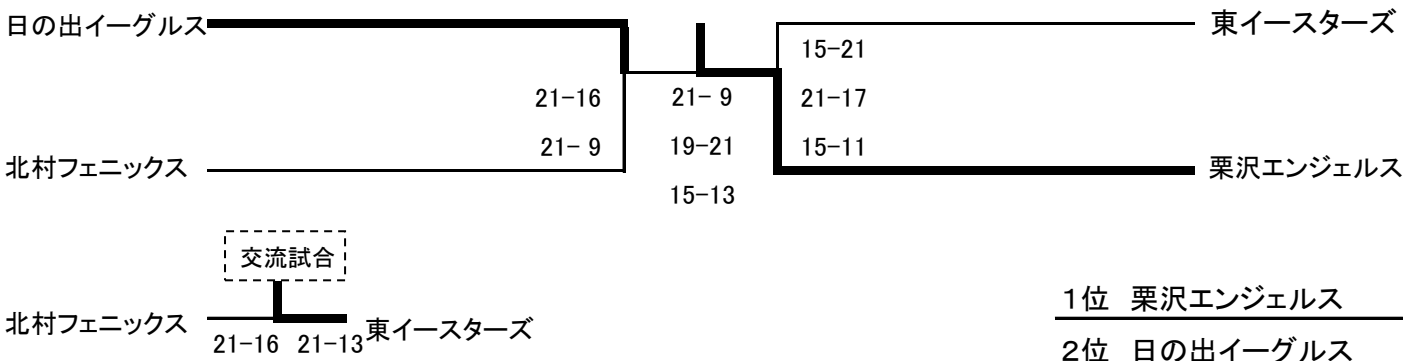 日の出イーグルス
東イースターズ
15-21
21-16
21- 9
21-17
21- 9
19-21
15-11
北村フェニックス
栗沢エンジェルス
15-13
交流試合
北村フェニックス
21-16 21-13
東イースターズ
1位 栗沢エンジェルス
2位 日の出イーグルス